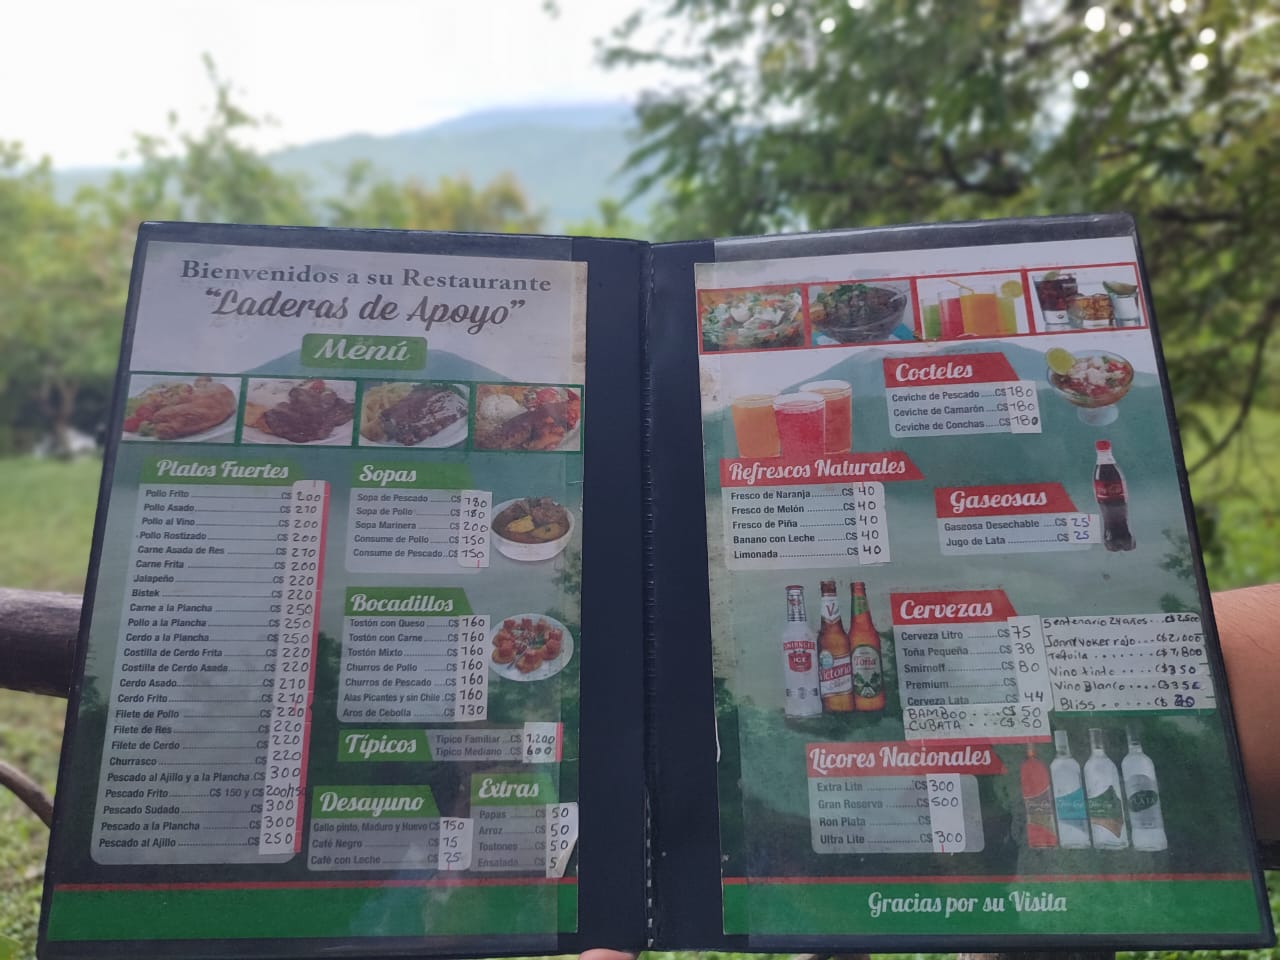 Bienvenidos a su Restaurante
"Laderas de Apoyo"
Menú
Platos Fuertes
Pollo Frito C$ 200
Pollo Asado C$ 210
Pollo al Vino C$ 200
Pollo Rostizado C$ 200
Carne Asada de Res C$ 210
Carne Frita C$ 200
Jalapeño C$ 220
Bistek C$ 220
Carne a la Plancha C$ 250
Pollo a la Plancha C$ 250
Cerdo a la Plancha C$ 250
Costilla de Cerdo Frita C$ 220
Costilla de Cerdo Asada C$ 220
Cerdo Asado C$ 210
Cerdo Frito C$ 210
Filete de Pollo C$ 220
Filete de Res C$ 220
Filete de Cerdo C$ 220
Churrasco C$ 220
Pescado al Ajillo y a la Plancha C$ 300
Pescado Frito C$ 150 y C$
Pescado Sudado C$ 300
Pescado a la Plancha C$ 300
Pescado al Ajillo C$ 250
Sopas
Sopa de Pescado C$ 180
Sopa de Pollo C$ 180
Sopa Marinera C$ 200
Consume de Pollo C$ 150
Consume de Pescado C$ 150
Bocadillos
Tostón con Queso C$ 160
Tostón con Carne C$ 160
Tostón Mixto C$ 160
Churros de Pollo C$ 160
Churros de Pescado C$ 160
Alas Picantes y sin Chile C$ 160
Aros de Cebolla C$ 130
Típicos
Típico Familiar C$ 1,200
Típico Mediano C$ 600
Desayuno
Gallo pinto, Maduro y Huevo C$ 150
Café Negro C$ 15
Café con Leche C$ 25
Extras
Papas C$ 50
Arroz C$ 50
Tostones C$ 50
Ensalada C$ 5
Cocteles
Ceviche de Pescado C$ 180
Ceviche de Camarón C$ 180
Ceviche de Conchas C$ 180
Refrescos Naturales
Fresco de Naranja C$ 40
Fresco de Melón C$ 40
Fresco de Piña C$ 40
Banano con Leche C$ 40
Limonada C$ 40
Gaseosas
Gaseosa Desechable C$ 25
Jugo de Lata C$ 25
Cervezas
Cerveza Litro C$ 75
Toña Pequeña C$ 38
Smirnoff C$ 80
Premium C$
Cerveza Lata C$ 44
BAMBOO C$ 50
CUBATA C$ 50
Sentenario 24 años C$2,500
Jonny Woker rojo C$2,000
Tequila C$1,800
Vino tinto C$350
Vino Blanco C$ 350
Bliss C$
Licores Nacionales
Extra Lite C$ 300
Gran Reserva C$ 500
Ron Plata C$
Ultra Lite C$ 300
SMIRNOFF
ICE
Victoria
Toña
Gracias por su Visita